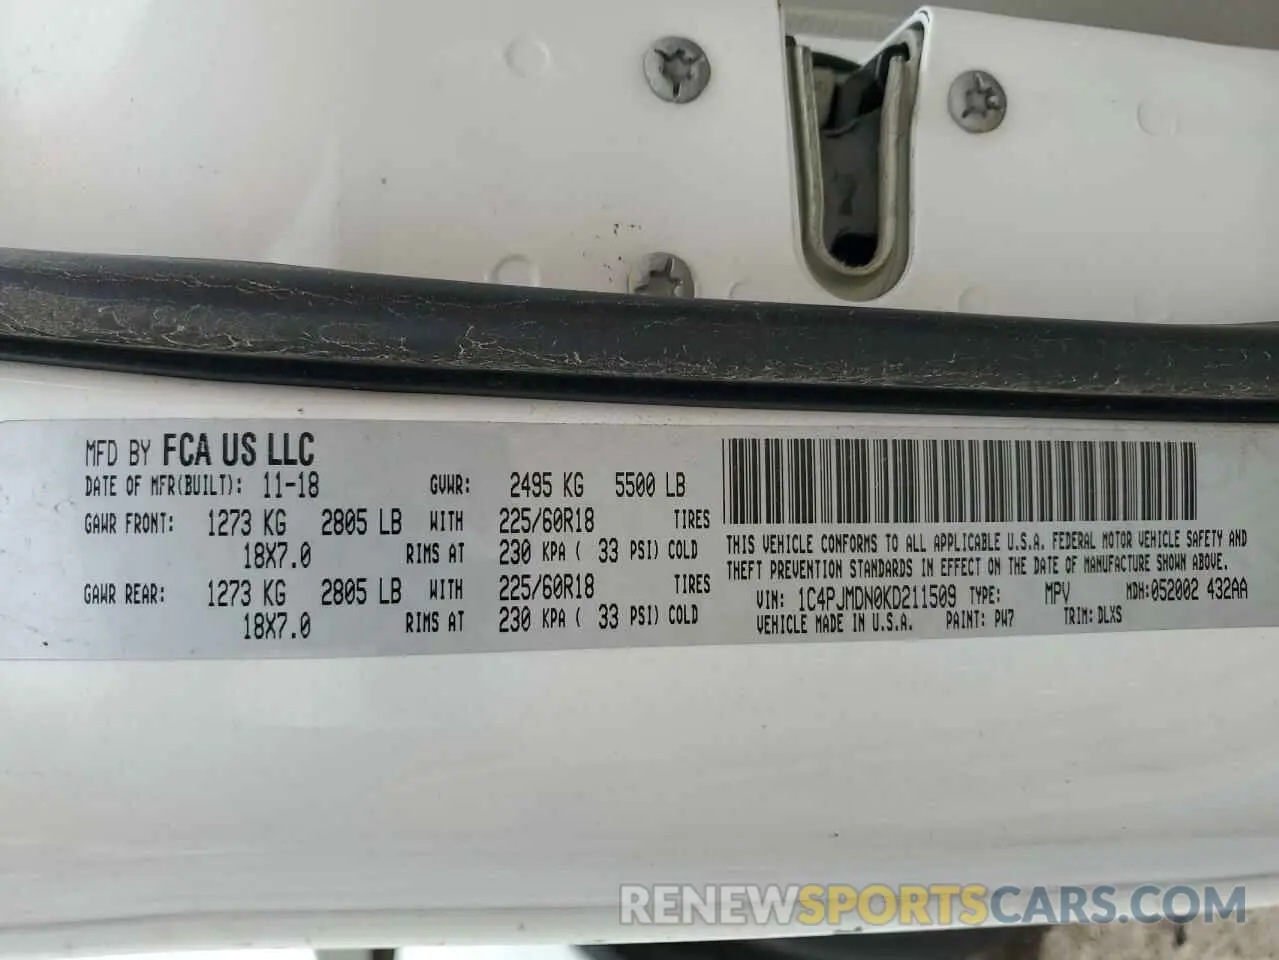 MFD BY FCA US LLC
DATE OF MFR(BUILT): 11-18 GVWR: 2495 KG 5500 LB
GAWR FRONT: 1273 KG 2805 LB WITH 225/60R18 TIRES
18X7.0 RIMS AT 230 KPA ( 33 PSI) COLD
GAWR REAR: 1273 KG 2805 LB WITH 225/60R18 TIRES
18X7.0 RIMS AT 230 KPA ( 33 PSI) COLD
THIS VEHICLE CONFORMS TO ALL APPLICABLE U.S.A. FEDERAL MOTOR VEHICLE SAFETY AND
THEFT PREVENTION STANDARDS IN EFFECT ON THE DATE OF MANUFACTURE SHOWN ABOVE.
VIN: 1C4PJMDN0KD211509 TYPE: MPV MDH:052002 432AA
VEHICLE MADE IN U.S.A. PAINT: PW7 TRIM: DLXS
RENEWSPORTSCARS.COM